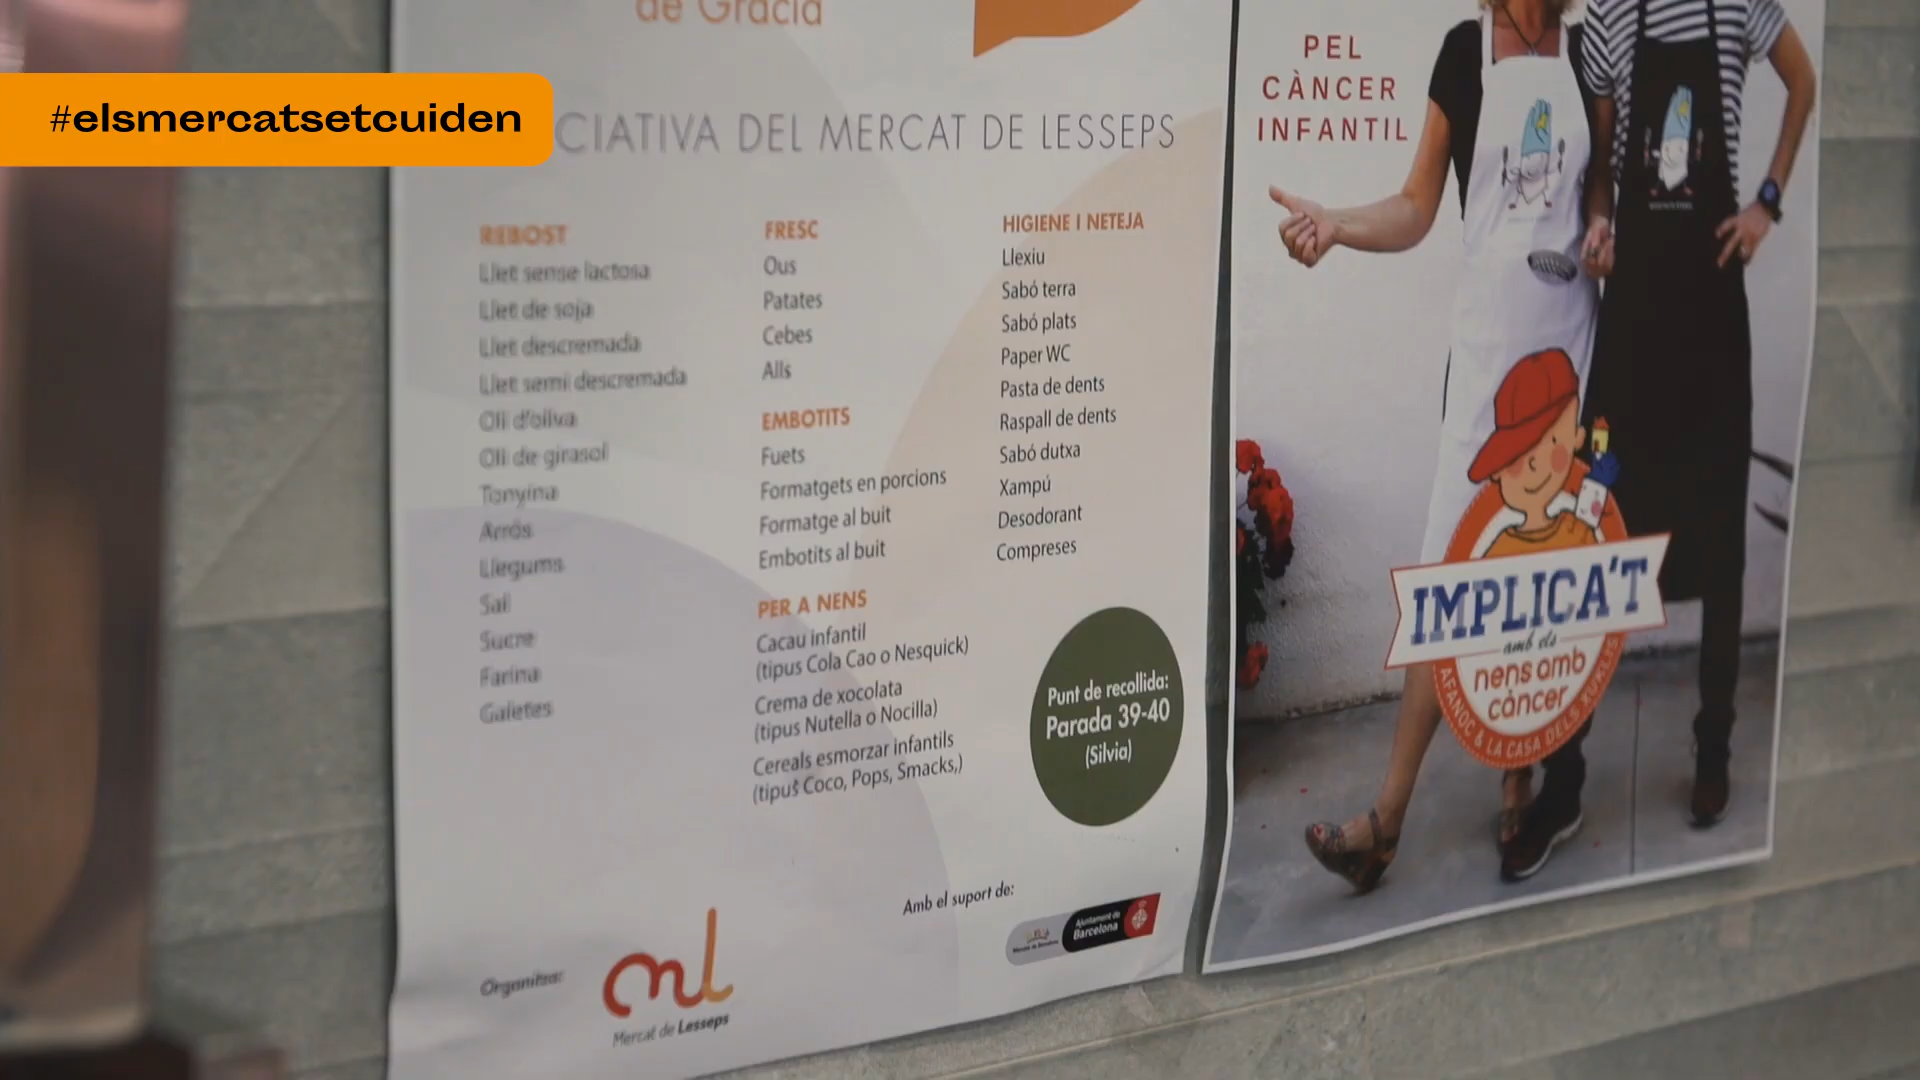 #elsmercatsetcuiden
de Gràcia
CIATIVA DEL MERCAT DE LESSEPS
REBOST
Llet sense lactosa
Llet de soja
Llet descremada
Llet semi descremada
Oli d'oliva
Oli de girasol
Tonyina
Arròs
Llegums
Sal
Sucre
Farina
Galetes
FRESC
Ous
Patates
Cebes
Alls
EMBOTITS
Fuets
Formatgets en porcions
Formatge al buit
Embotits al buit
PER A NENS
Cacau infantil
(tipus Cola Cao o Nesquick)
Crema de xocolata
(tipus Nutella o Nocilla)
Cereals esmorzar infantils
(tipus Coco, Pops, Smacks,)
HIGIENE I NETEJA
Llexiu
Sabó terra
Sabó plats
Paper WC
Pasta de dents
Raspall de dents
Sabó dutxa
Xampú
Desodorant
Compreses
Punt de recollida:
Parada 39-40
(Silvia)
Amb el suport de:
Ajuntament de
Barcelona
Organitza:
ml
Mercat de Lesseps
PEL
CÀNCER
INFANTIL
IMPLICA'T
amb els
nens amb
càncer
AFANOC & LA CASA DELS XUKLIS